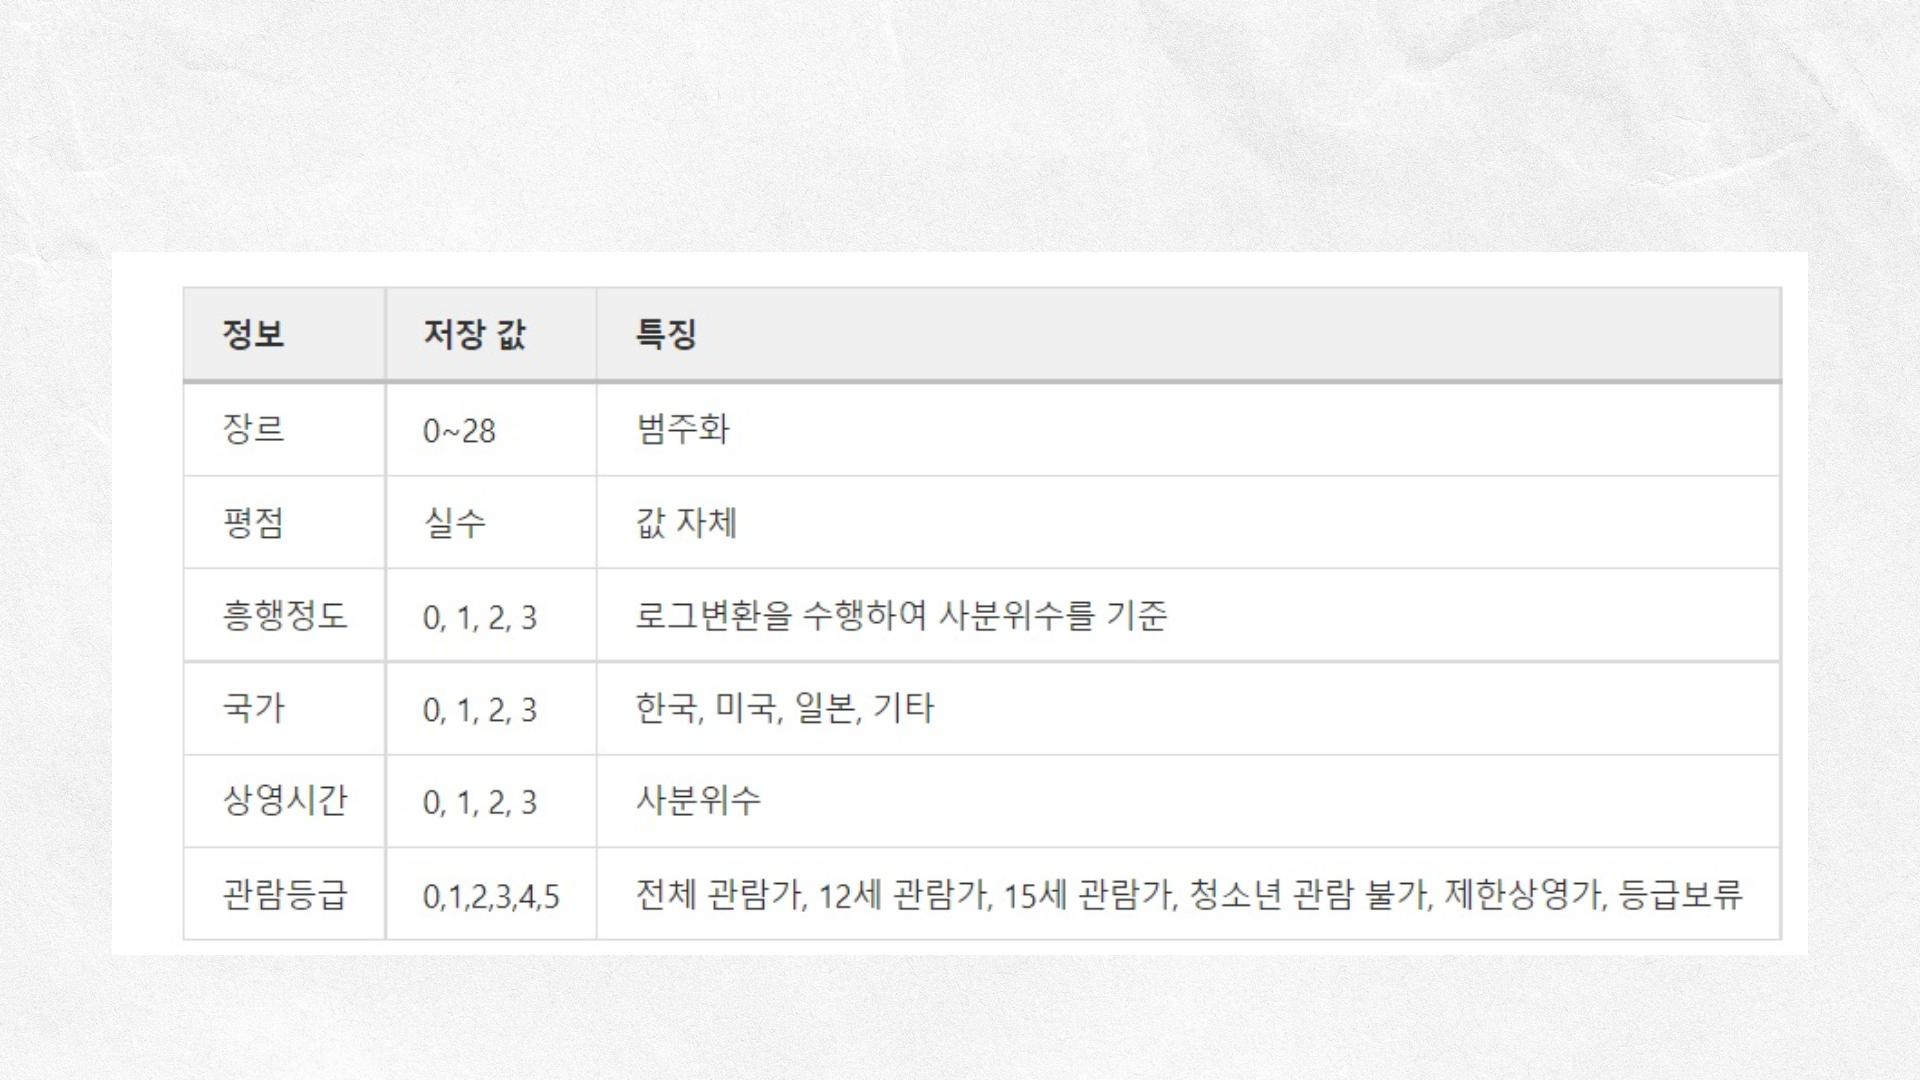 정보 저장 값 특징
장르 0~28 범주화
평점 실수 값 자체
흥행정도 0, 1, 2, 3 로그변환을 수행하여 사분위수를 기준
국가 0, 1, 2, 3 한국, 미국, 일본, 기타
상영시간 0, 1, 2, 3 사분위수
관람등급 0,1,2,3,4,5 전체 관람가, 12세 관람가, 15세 관람가, 청소년 관람 불가, 제한상영가, 등급보류